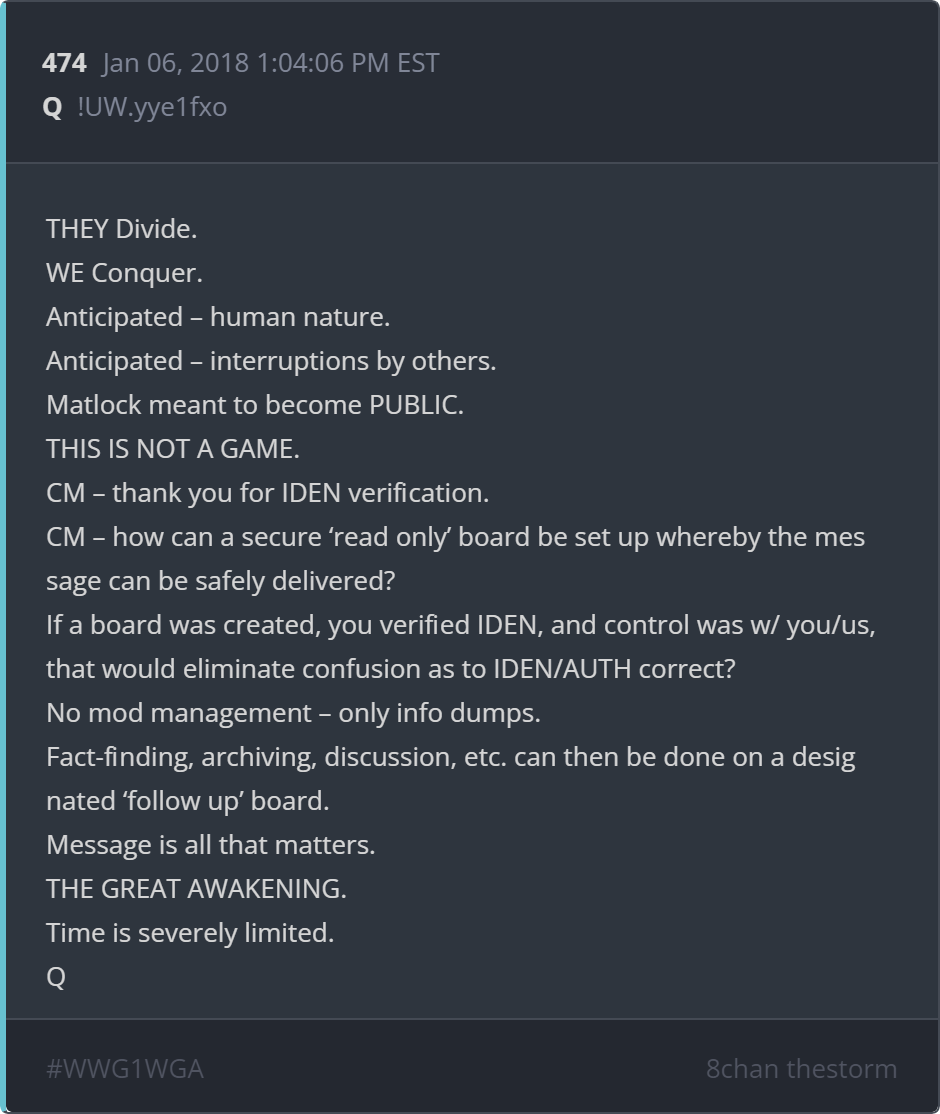 474 Jan 06, 2018 1:04:06 PM EST
Q !UW.yye1fxo
THEY Divide.
WE Conquer.
Anticipated – human nature.
Anticipated – interruptions by others.
Matlock meant to become PUBLIC.
THIS IS NOT A GAME.
CM – thank you for IDEN verification.
CM – how can a secure ‘read only’ board be set up whereby the mes
sage can be safely delivered?
If a board was created, you verified IDEN, and control was w/ you/us,
that would eliminate confusion as to IDEN/AUTH correct?
No mod management – only info dumps.
Fact-finding, archiving, discussion, etc. can then be done on a desig
nated ‘follow up’ board.
Message is all that matters.
THE GREAT AWAKENING.
Time is severely limited.
Q
#WWG1WGA 8chan thestorm